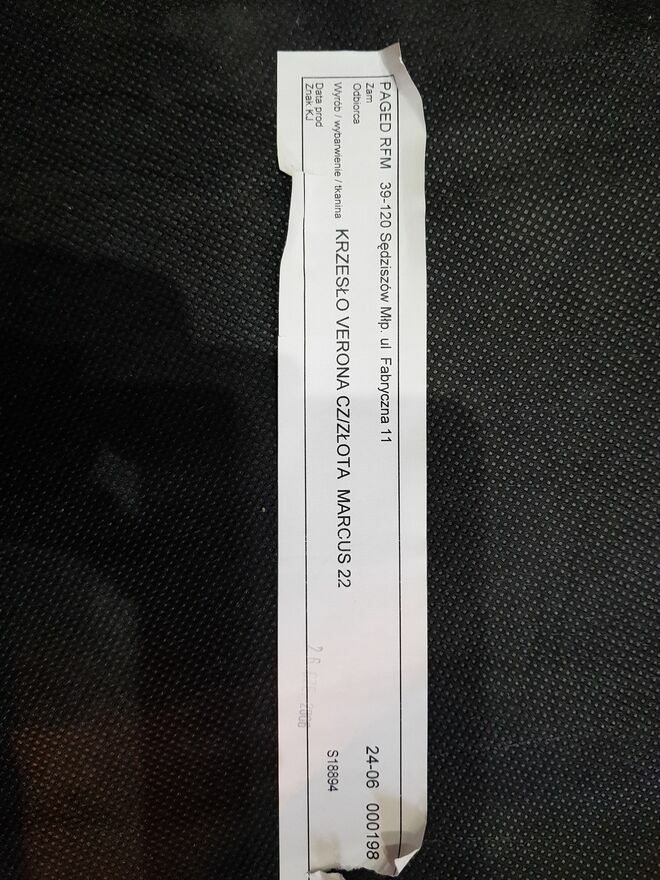 PAGED RFM 39-120 Sędziszów Młp. ul Fabryczna 11
Zam 24-06 000198
Odbiorca
Wyrób / wybarwienie / tkanina KRZESŁO VERONA CZ/ZŁOTA MARCUS 22 S18894
Data prod
Znak KJ